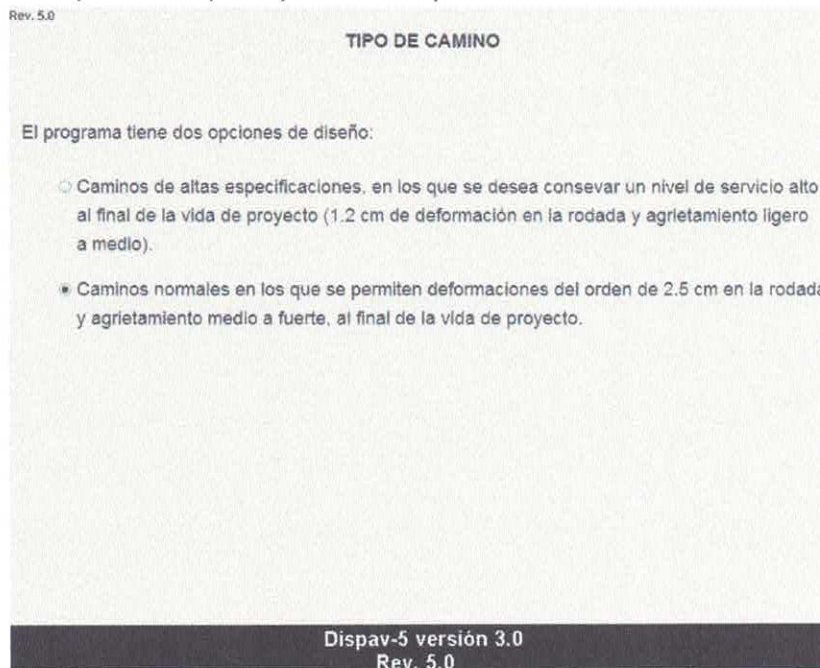 Rev. 5.0
TIPO DE CAMINO
El programa tiene dos opciones de diseño:
Caminos de altas especificaciones, en los que se desea consevar un nivel de servicio alto
al final de la vida de proyecto (1.2 cm de deformación en la rodada y agrietamiento ligero
a medio).
Caminos normales en los que se permiten deformaciones del orden de 2.5 cm en la rodada
y agrietamiento medio a fuerte, al final de la vida de proyecto.
Dispav-5 versión 3.0
Rev. 5.0